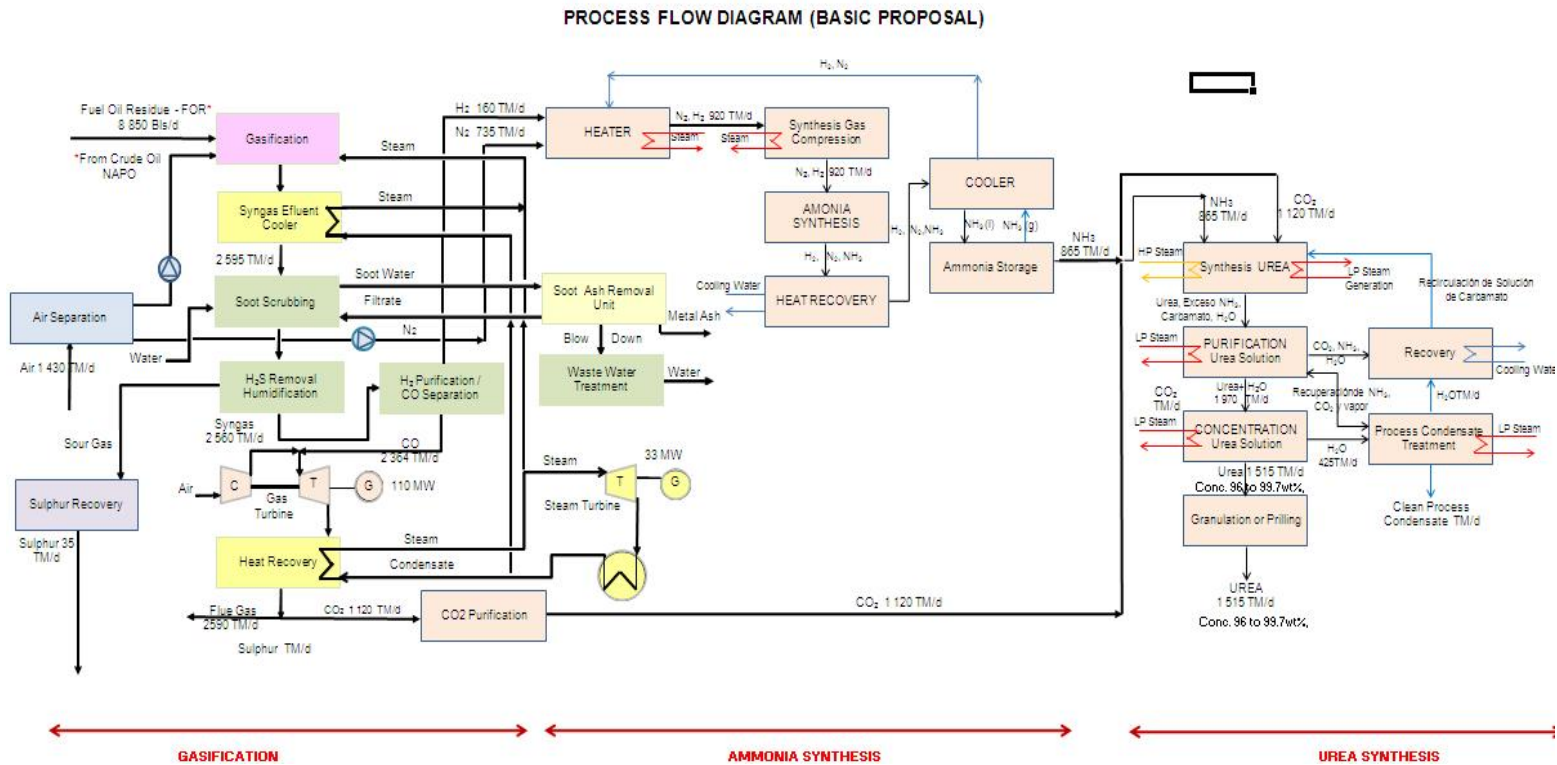 PROCESS FLOW DIAGRAM (BASIC PROPOSAL)
Fuel Oil Residue - FOR*
8 850 Bls/d
*From Crude Oil
NAPO
Gasification
Steam
Syngas Efluent
Cooler
Steam
2 595 TM/d
Soot Scrubbing
Soot Water
Filtrate
Air Separation
N₂
Water
Air 1 430 TM/d
H₂S Removal
Humidification
H₂ Purification /
CO Separation
Syngas
2 560 TM/d
Sour Gas
CO
2 364 TM/d
Air
C
Gas
Turbine
T
G
110 MW
Sulphur Recovery
Sulphur 35
TM/d
Heat Recovery
Steam
Condensate
Steam
T
33 MW
G
Steam Turbine
Flue Gas
2590 TM/d
CO₂ 1 120 TM/d
CO2 Purification
CO₂ 1 120 TM/d
Sulphur TM/d
H₂ 160 TM/d
N₂ 735 TM/d
H₂, N₂
HEATER
Steam
N₂, H₂ 920 TM/d
Steam
Synthesis Gas
Compression
N₂, H₂ 920 TM/d
AMONIA
SYNTHESIS
H₂, N₂, NH₃
HEAT RECOVERY
Cooling Water
H₂, N₂,NH₃
COOLER
NH₃ (l)
NH₃ (g)
Ammonia Storage
NH₃
865 TM/d
Soot Ash Removal
Unit
Metal Ash
Blow Down
Waste Water
Treatment
Water
NH₃
865 TM/d
CO₂
1 120 TM/d
HP Steam
Synthesis UREA
LP Steam
Generation
Recirculación de Solución
de Carbamato
Urea, Exceso NH₃,
Carbamato, H₂O
LP Steam
PURIFICATION
Urea Solution
CO₂, NH₃,
H₂O
Recovery
Cooling Wate
Urea+ H₂O
1 970 TM/d
Recuperaciónde NH₃,
CO₂ y vapor
H₂OTM/d
CO₂
TM/d
LP Steam
CONCENTRATION
Urea Solution
H₂O
425TM/d
Process Condensate
Treatment
LP Steam
Urea 1 515 TM/d
Conc. 96 to 99.7wt%,
Granulation or Prilling
Clean Process
Condensate TM/d
UREA
1 515 TM/d
Conc. 96 to 99.7wt%,
GASIFICATION
AMMONIA SYNTHESIS
UREA SYNTHESIS